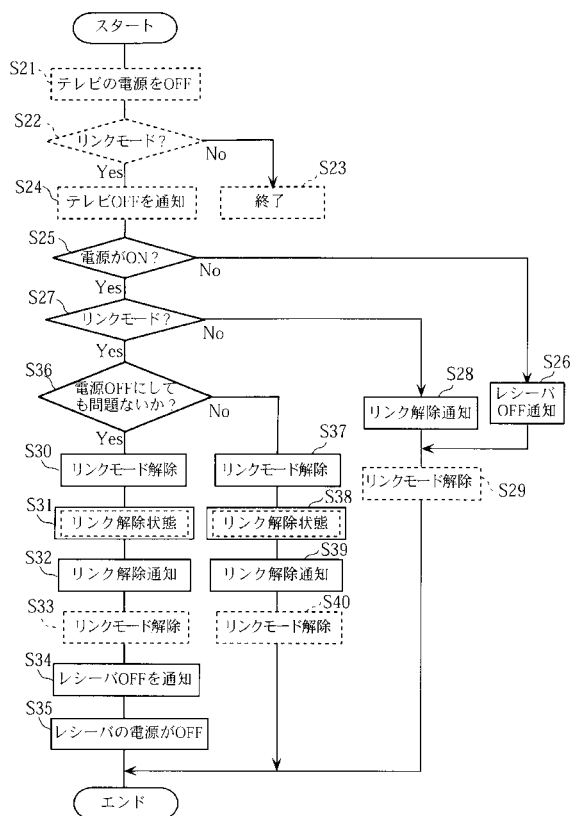 スタート
S21
テレビの電源をOFF
S22
リンクモード?
No
Yes
S23
終了
S24
テレビOFFを通知
S25
電源がON?
No
Yes
S27
リンクモード?
No
Yes
S26
レシーバ
OFF通知
S28
リンク解除通知
S36
電源OFFにして
も問題ないか?
No
Yes
S29
リンクモード解除
S30
リンクモード解除
S37
リンクモード解除
S31
リンク解除状態
S38
リンク解除状態
S32
リンク解除通知
S39
リンク解除通知
S33
リンクモード解除
S40
リンクモード解除
S34
レシーバOFFを通知
S35
レシーバの電源がOFF
エンド